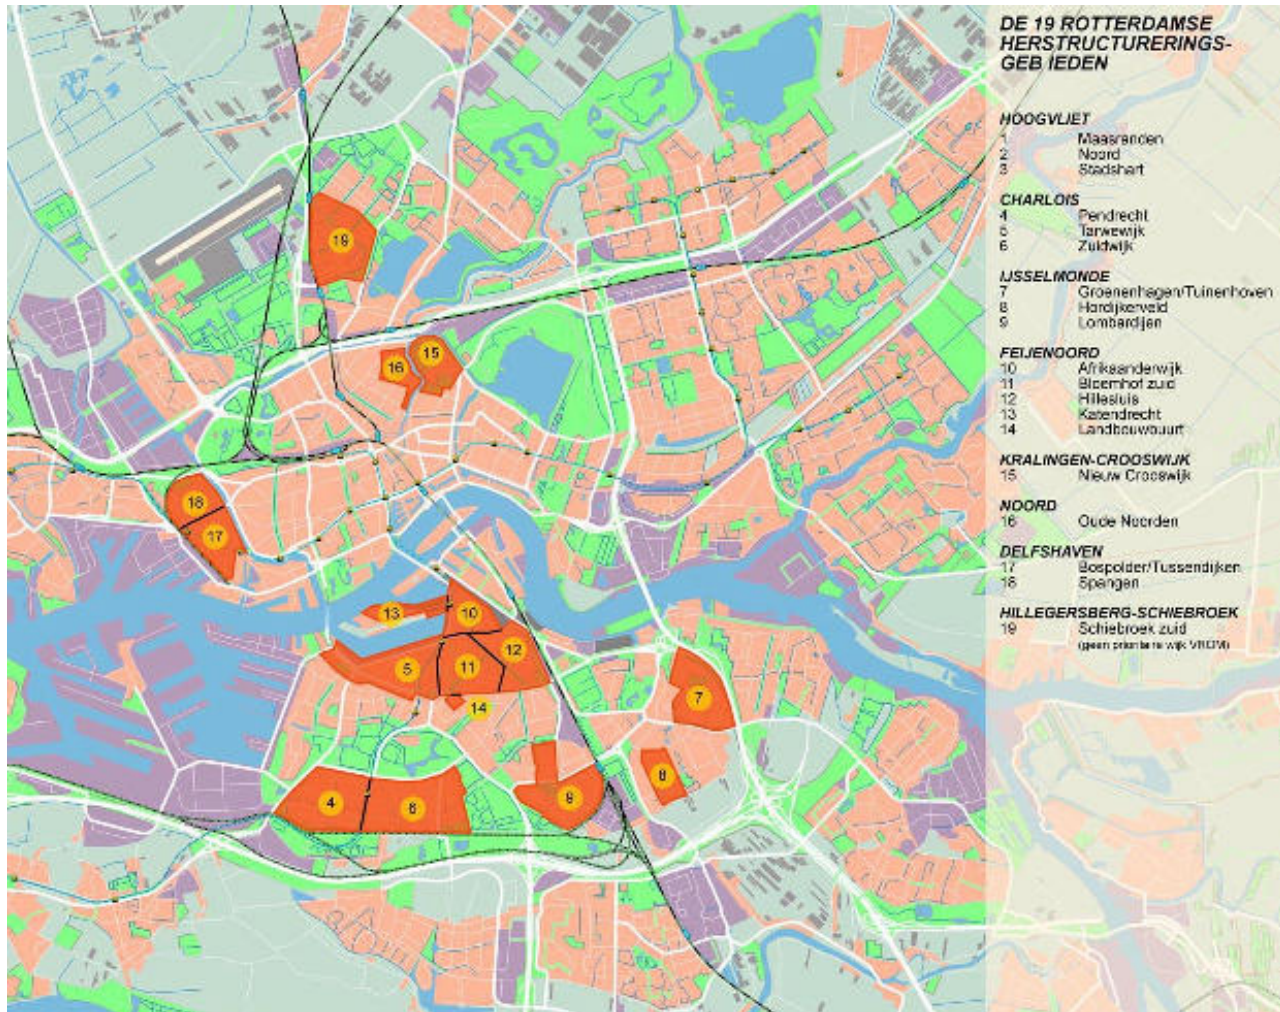 DE 19 ROTTERDAMSE
HERSTRUCTURERINGS-
GEB IEDEN
HOOGVLIET
1 Maasranden
2 Noord
3 Stadshart
CHARLOIS
4 Pendrecht
5 Tarwewijk
6 Zuidwijk
IJSSELMONDE
7 Groenenhagen/Tuinenhoven
8 Hordijkerveld
9 Lombardijen
FEIJENOORD
10 Afrikaanderwijk
11 Bloemhof zuid
12 Hillesluis
13 Katendrecht
14 Landbouwbuurt
KRALINGEN-CROOSWIJK
15 Nieuw Crooswijk
NOORD
16 Oude Noorden
DELFSHAVEN
17 Bospolder/Tussendijken
18 Spangen
HILLEGERSBERG-SCHIEBROEK
19 Schiebroek zuid
(geen prioritaire wijk VROM)
19
15
16
18
17
13
10
12
5
11
14
7
8
4
6
9